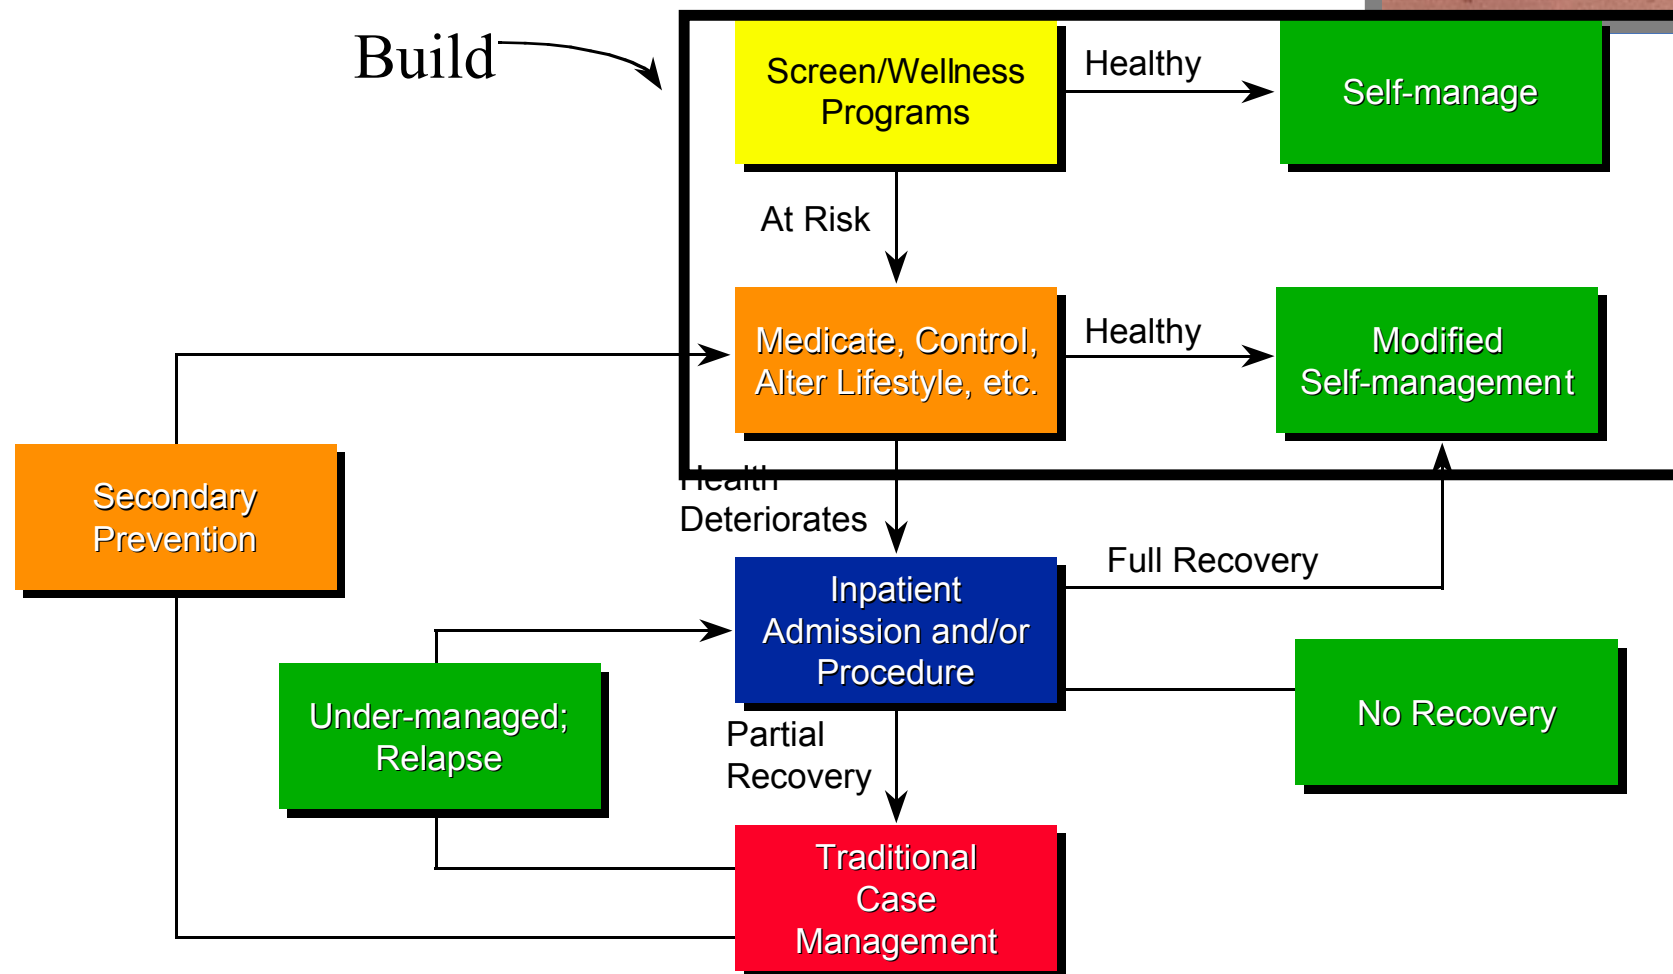 Build
Screen/Wellness
Programs
Healthy
Self-manage
At Risk
Medicate, Control,
Alter Lifestyle, etc.
Healthy
Modified
Self-management
Secondary
Prevention
Health
Deteriorates
Inpatient
Admission and/or
Procedure
Full Recovery
Under-managed;
Relapse
No Recovery
Partial
Recovery
Traditional
Case
Management